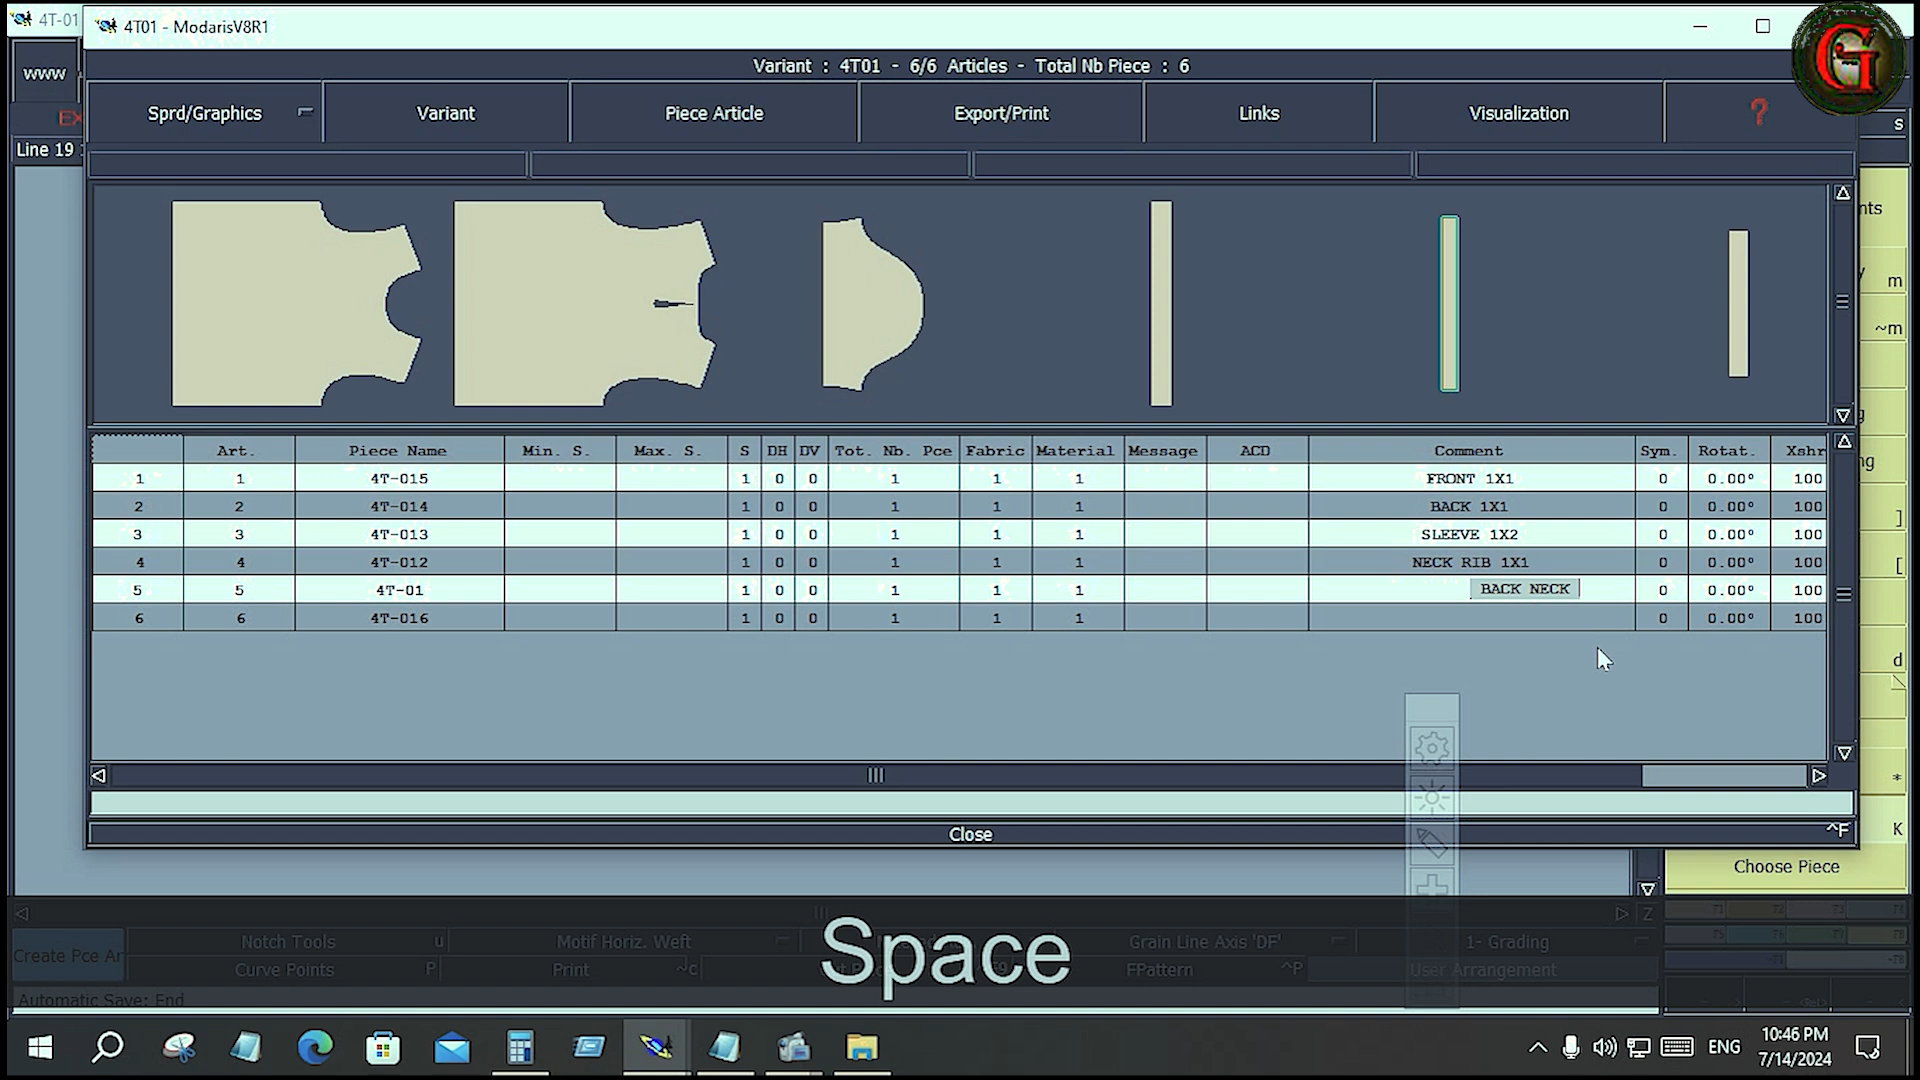 4T-01
4T01 - ModarisV8R1
www
Variant : 4T01 - 6/6 Articles - Total Nb Piece : 6
Sprd/Graphics Variant Piece Article Export/Print Links Visualization ?
EX
Line 19
S
nts
m
~m
g
ng
]
[
d
*
K
Art. Piece Name Min. S. Max. S. S DH DV Tot. Nb. Pce Fabric Material Message ACD Comment Sym. Rotat. Xshr
1 1 4T-015 1 0 0 1 1 1 FRONT 1X1 0 0.00° 100
2 2 4T-014 1 0 0 1 1 1 BACK 1X1 0 0.00° 100
3 3 4T-013 1 0 0 1 1 1 SLEEVE 1X2 0 0.00° 100
4 4 4T-012 1 0 0 1 1 1 NECK RIB 1X1 0 0.00° 100
5 5 4T-01 1 0 0 1 1 1 BACK NECK 0 0.00° 100
6 6 4T-016 1 0 0 1 1 1 0 0.00° 100
Close ^F
Choose Piece
Z
Create Pce Ar
Notch Tools u Motif Horiz. Weft Grain Line Axis 'DF' 1- Grading
Curve Points P Print ~c FPattern ^P User Arrangement
Space
Automatic Save: End
ENG
10:46 PM
7/14/2024